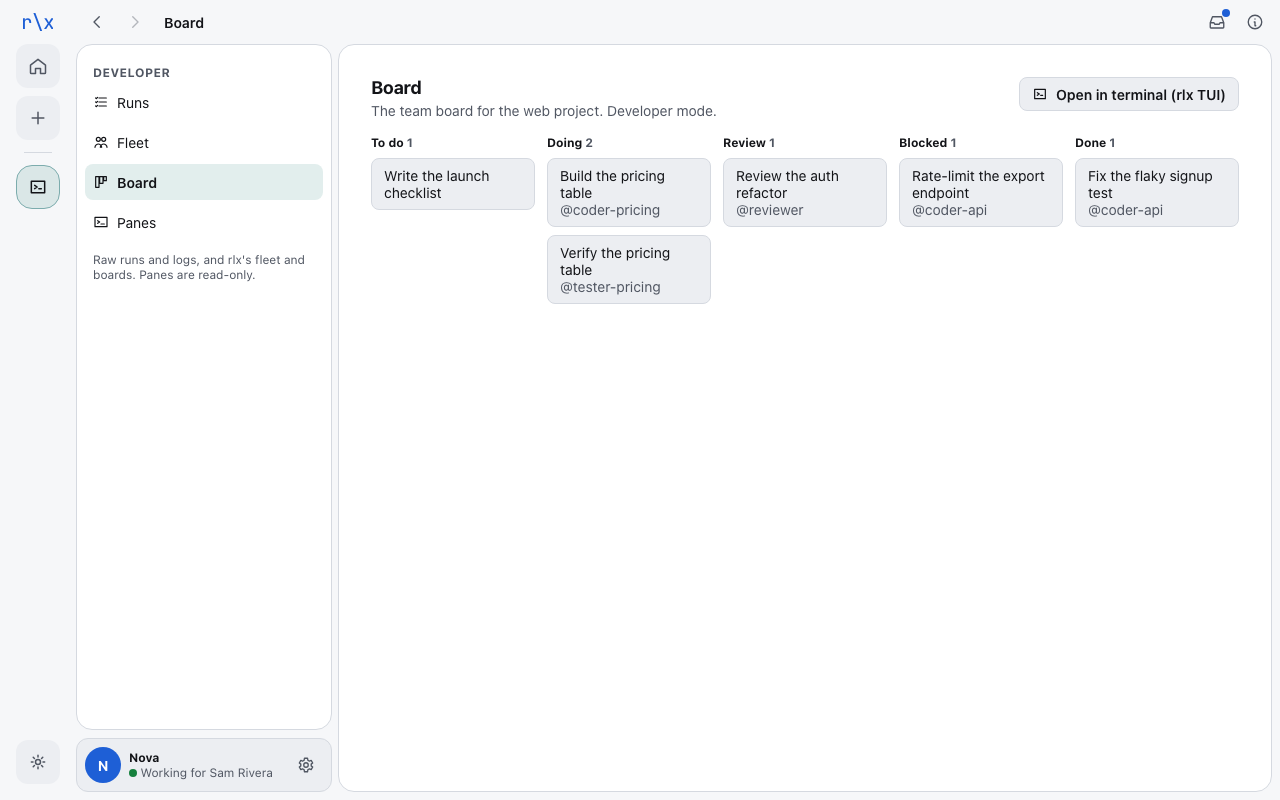 r\x
Board
DEVELOPER
Runs
Fleet
Board
Panes
Raw runs and logs, and rlx's fleet and
boards. Panes are read-only.
N
Nova
Working for Sam Rivera
Board
The team board for the web project. Developer mode.
Open in terminal (rlx TUI)
To do 1
Write the launch
checklist
Doing 2
Build the pricing
table
@coder-pricing
Verify the pricing
table
@tester-pricing
Review 1
Review the auth
refactor
@reviewer
Blocked 1
Rate-limit the export
endpoint
@coder-api
Done 1
Fix the flaky signup
test
@coder-api